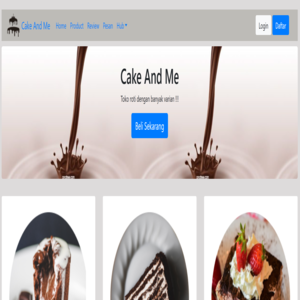 Cake And Me Home Product Review Pesan Hub Login Daftar
Cake And Me
Toko roti dengan banyak varian !!!
Beli Sekarang